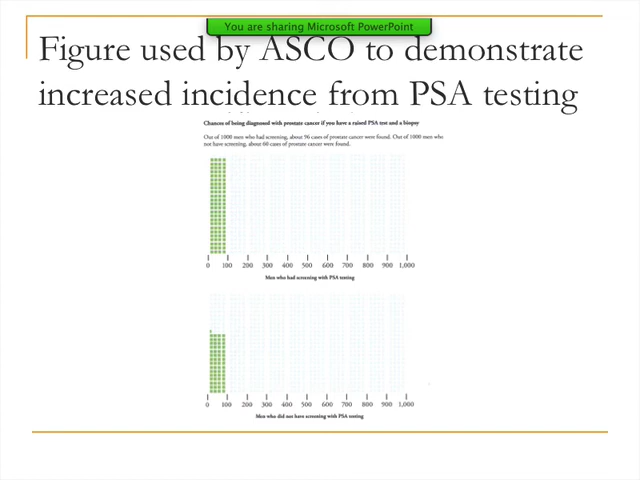 You are sharing Microsoft PowerPoint
Figure used by ASCO to demonstrate
increased incidence from PSA testing
Chances of being diagnosed with prostate cancer if you have a raised PSA test and a biopsy
Out of 1000 men who had screening, about 96 cases of prostate cancer were found. Out of 1000 men who
not have screening, about 60 cases of prostate cancer were found.
0 100 200 300 400 500 600 700 800 900 1,000
Men who had screening with PSA testing
0 100 200 300 400 500 600 700 800 900 1,000
Men who did not have screening with PSA testing